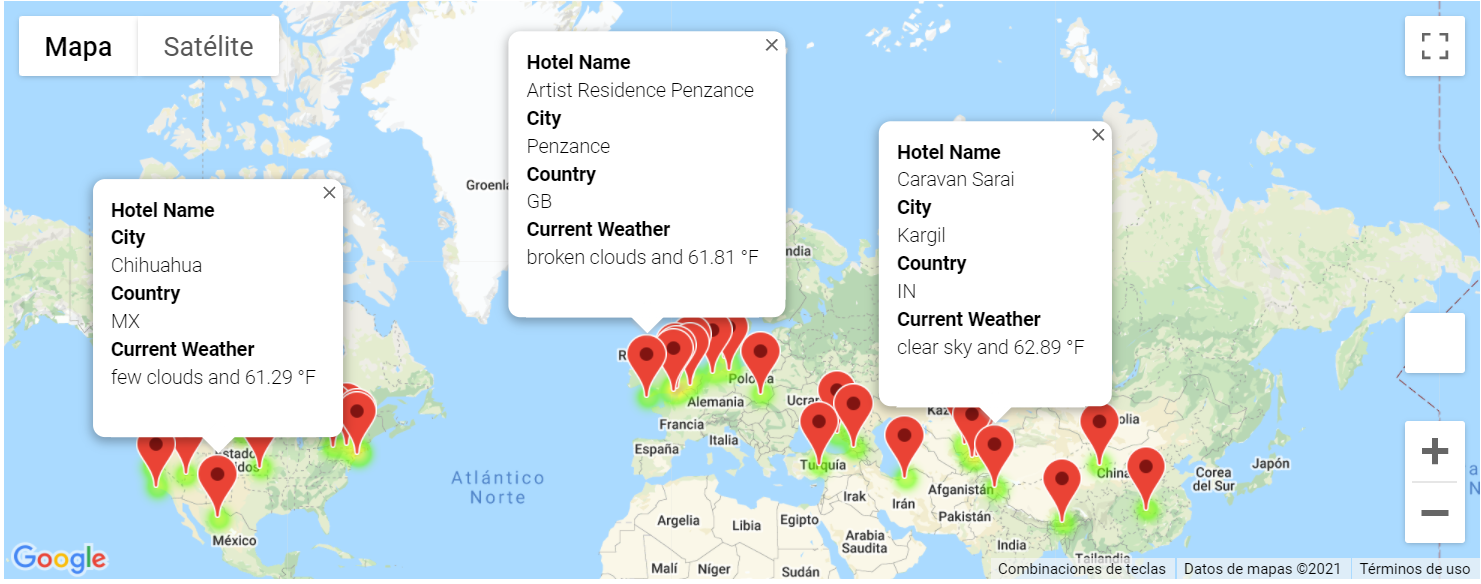 Mapa
Satélite
Hotel Name
Artist Residence Penzance
City
Penzance
Country
GB
Current Weather
broken clouds and 61.81 °F
Hotel Name
Caravan Sarai
City
Kargil
Country
IN
Current Weather
clear sky and 62.89 °F
Hotel Name
City
Chihuahua
Country
MX
Current Weather
few clouds and 61.29 °F
Groenl
ndia
R
Polonia
Alemania
Ucra
Kaz
olia
Francia
Italia
España
Turquía
Estado
dos
China
Corea
del Sur
Japón
Atlántico
Norte
Irak
Irán
Afganistán
Pakistán
Argelia
Libia
Egipto
Arabia
Saudita
India
Tailandia
México
Malí
Níger
Sudán
a
N
Google
Combinaciones de teclas
Datos de mapas ©2021
Términos de uso